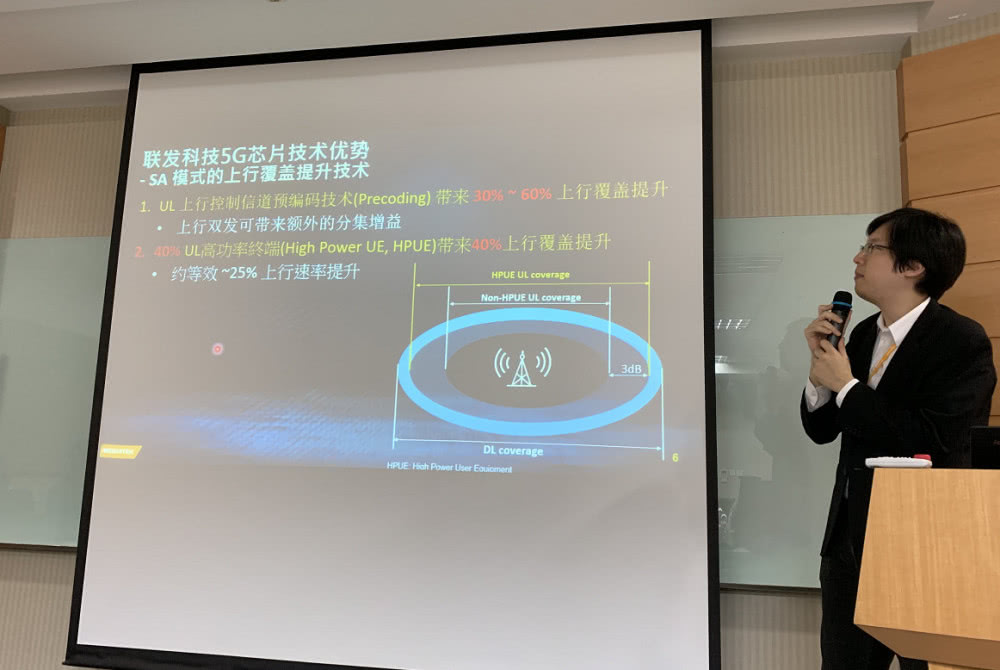 联发科技5G芯片技术优势
- SA 模式的上行覆盖提升技术
1. UL 上行控制信道预编码技术(Precoding) 带来 30% ~ 60% 上行覆盖提升
• 上行双发可带来额外的分集增益
2. 40% UL高功率终端(High Power UE, HPUE)带来40%上行覆盖提升
• 约等效 ~25% 上行速率提升
HPUE UL coverage
Non-HPUE UL coverage
3dB
DL coverage
MEDIATEK
6
HPUE: High Power User Equipment